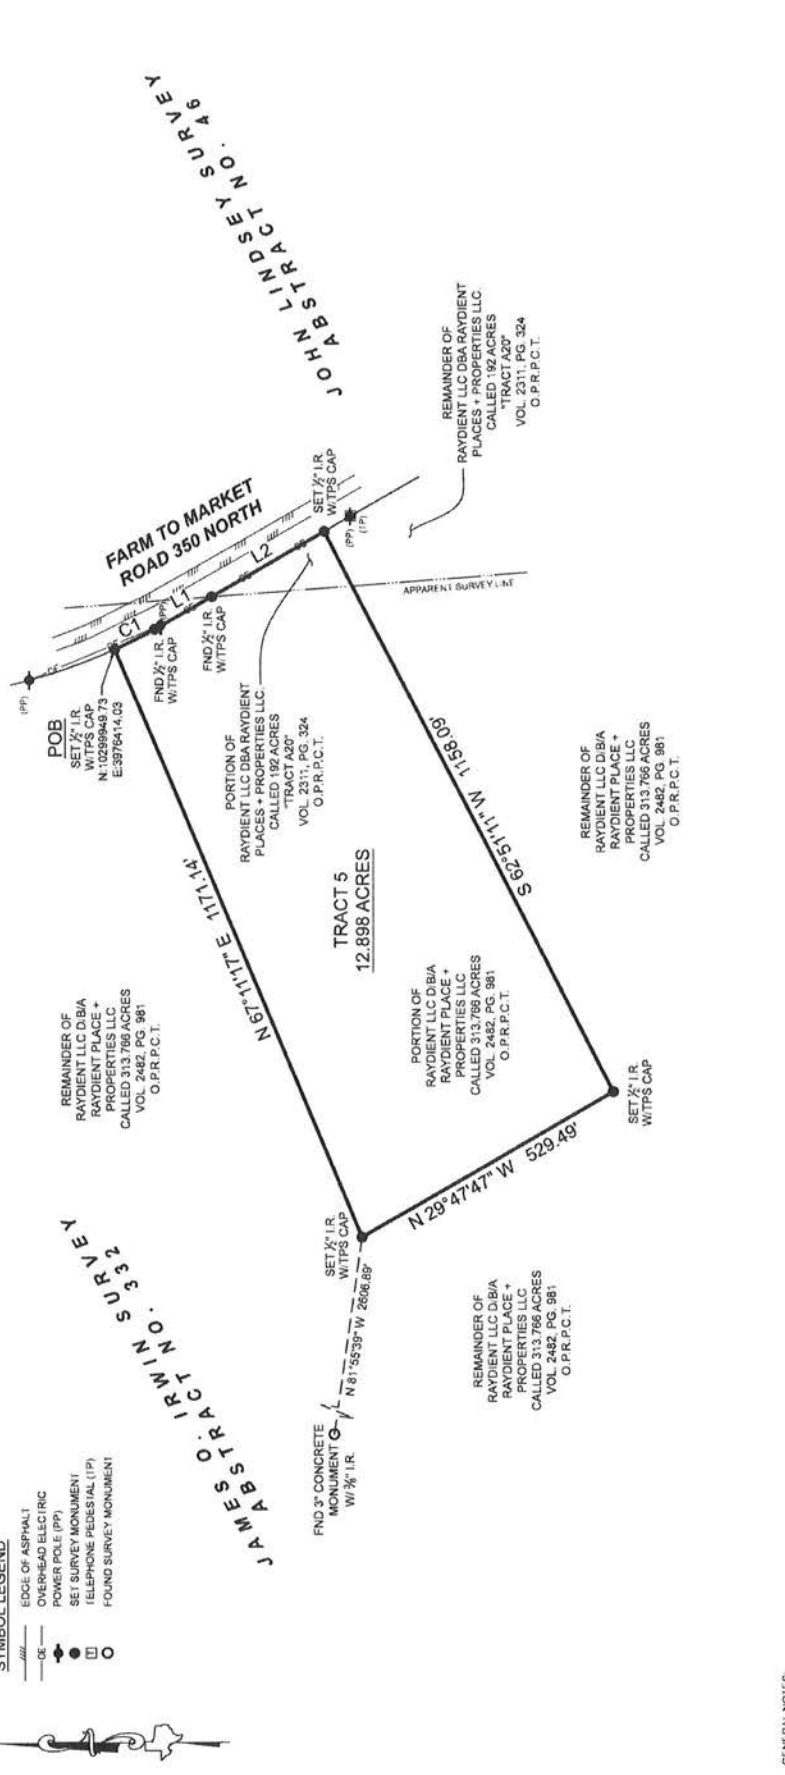 JOHN LINDSEY SURVEY
ABSTRACT NO. 46
REMAINDER OF
RAYDIENT LLC DBA RAYDIENT
PLACES + PROPERTIES LLC.
CALLED 192 ACRES
"TRACT A20"
VOL. 2311, PG. 324
O.P.R.P.C.T.
FARM TO MARKET
ROAD 350 NORTH
SET ½" I.R.
W/TPS CAP
(PP)
(TP)
L2
L1
C1
(PP)
OE
(PP)
APPARENT SURVEY LINE
FND ½" I.R.
W/TPS CAP
FND ½" I.R.
W/TPS CAP
POB
SET ½" I.R.
W/TPS CAP
N:10299949.73
E:3976414.03
PORTION OF
RAYDIENT LLC DBA RAYDIENT
PLACES + PROPERTIES LLC.
CALLED 192 ACRES
"TRACT A20"
VOL. 2311, PG. 324
O.P.R.P.C.T.
N 67°11'17" E 1171.14'
TRACT 5
12.898 ACRES
S 62°51'11" W 1158.09'
REMAINDER OF
RAYDIENT LLC D/B/A
RAYDIENT PLACE +
PROPERTIES LLC
CALLED 313.766 ACRES
VOL. 2482, PG. 981
O.P.R.P.C.T.
REMAINDER OF
RAYDIENT LLC D/B/A
RAYDIENT PLACE +
PROPERTIES LLC
CALLED 313.766 ACRES
VOL. 2482, PG. 981
O.P.R.P.C.T.
PORTION OF
RAYDIENT LLC D/B/A
RAYDIENT PLACE +
PROPERTIES LLC
CALLED 313.766 ACRES
VOL. 2482, PG. 981
O.P.R.P.C.T.
SET ½" I.R.
W/TPS CAP
N 29°47'47" W 529.49'
SET ½" I.R.
W/TPS CAP
N 81°55'39" W 2606.89'
FND 3" CONCRETE
MONUMENT
W/ ⅜" I.R.
REMAINDER OF
RAYDIENT LLC D/B/A
RAYDIENT PLACE +
PROPERTIES LLC
CALLED 313.766 ACRES
VOL. 2482, PG. 981
O.P.R.P.C.T.
JAMES O. IRWIN SURVEY
ABSTRACT NO. 332
SYMBOL LEGEND
EDGE OF ASPHALT
OE OVERHEAD ELECTRIC
POWER POLE (PP)
SET SURVEY MONUMENT
T TELEPHONE PEDESTAL (TP)
FOUND SURVEY MONUMENT
GENERAL NOTES: